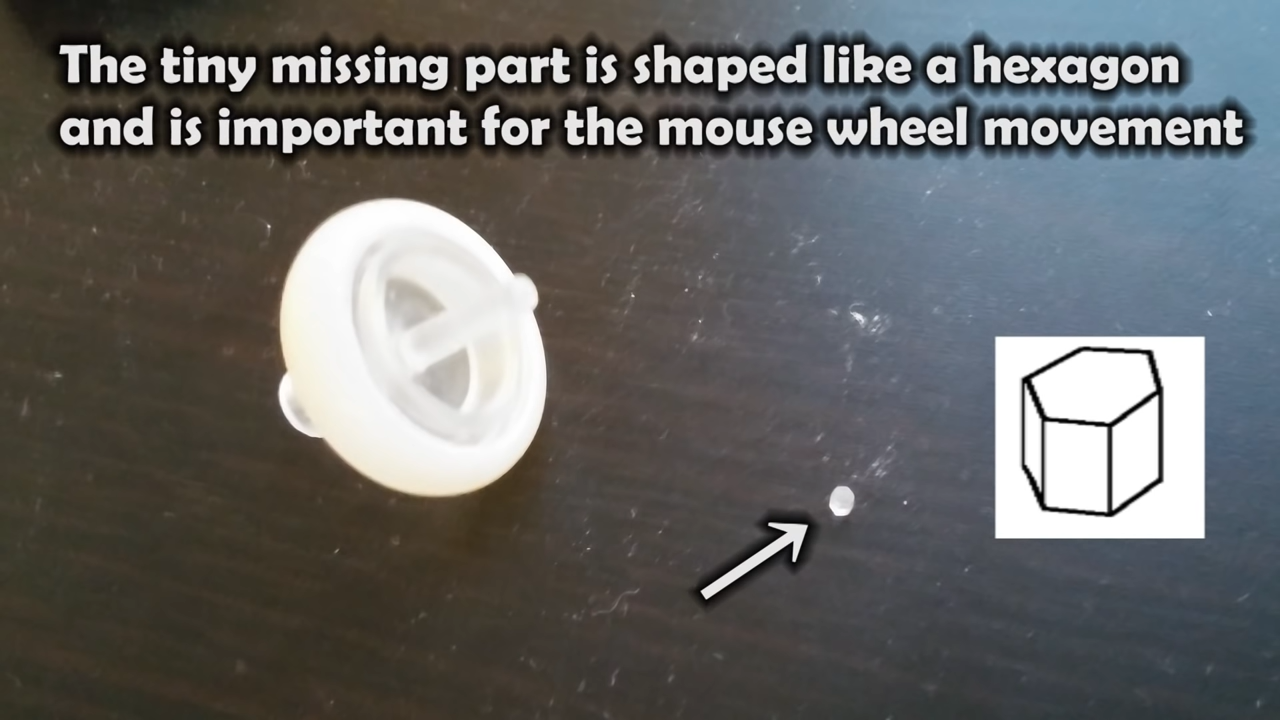 The tiny missing part is shaped like a hexagon
and is important for the mouse wheel movement